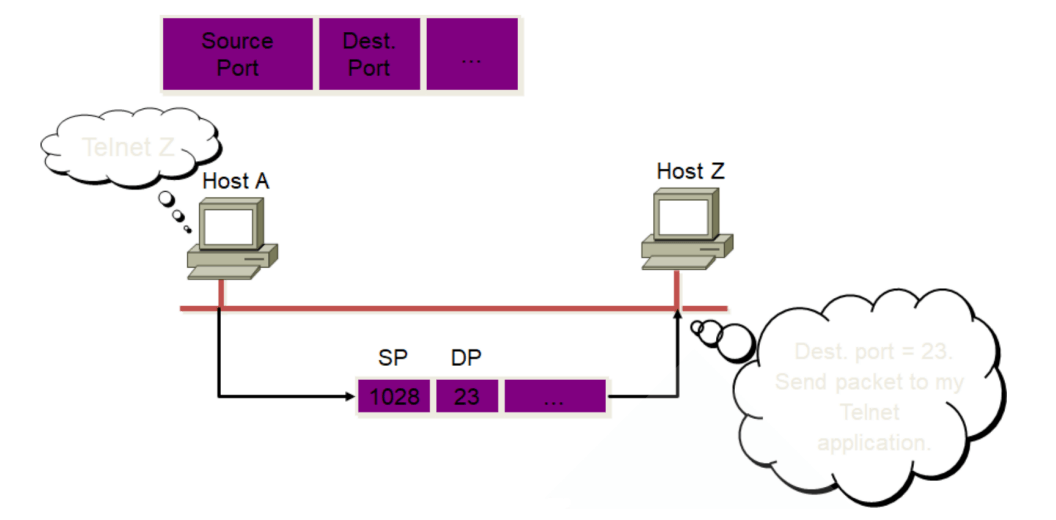 Source Dest.
Port Port ...
Telnet Z
Host A
Host Z
SP DP
1028 23 ...
Dest. port = 23.
Send packet to my
Telnet
application.